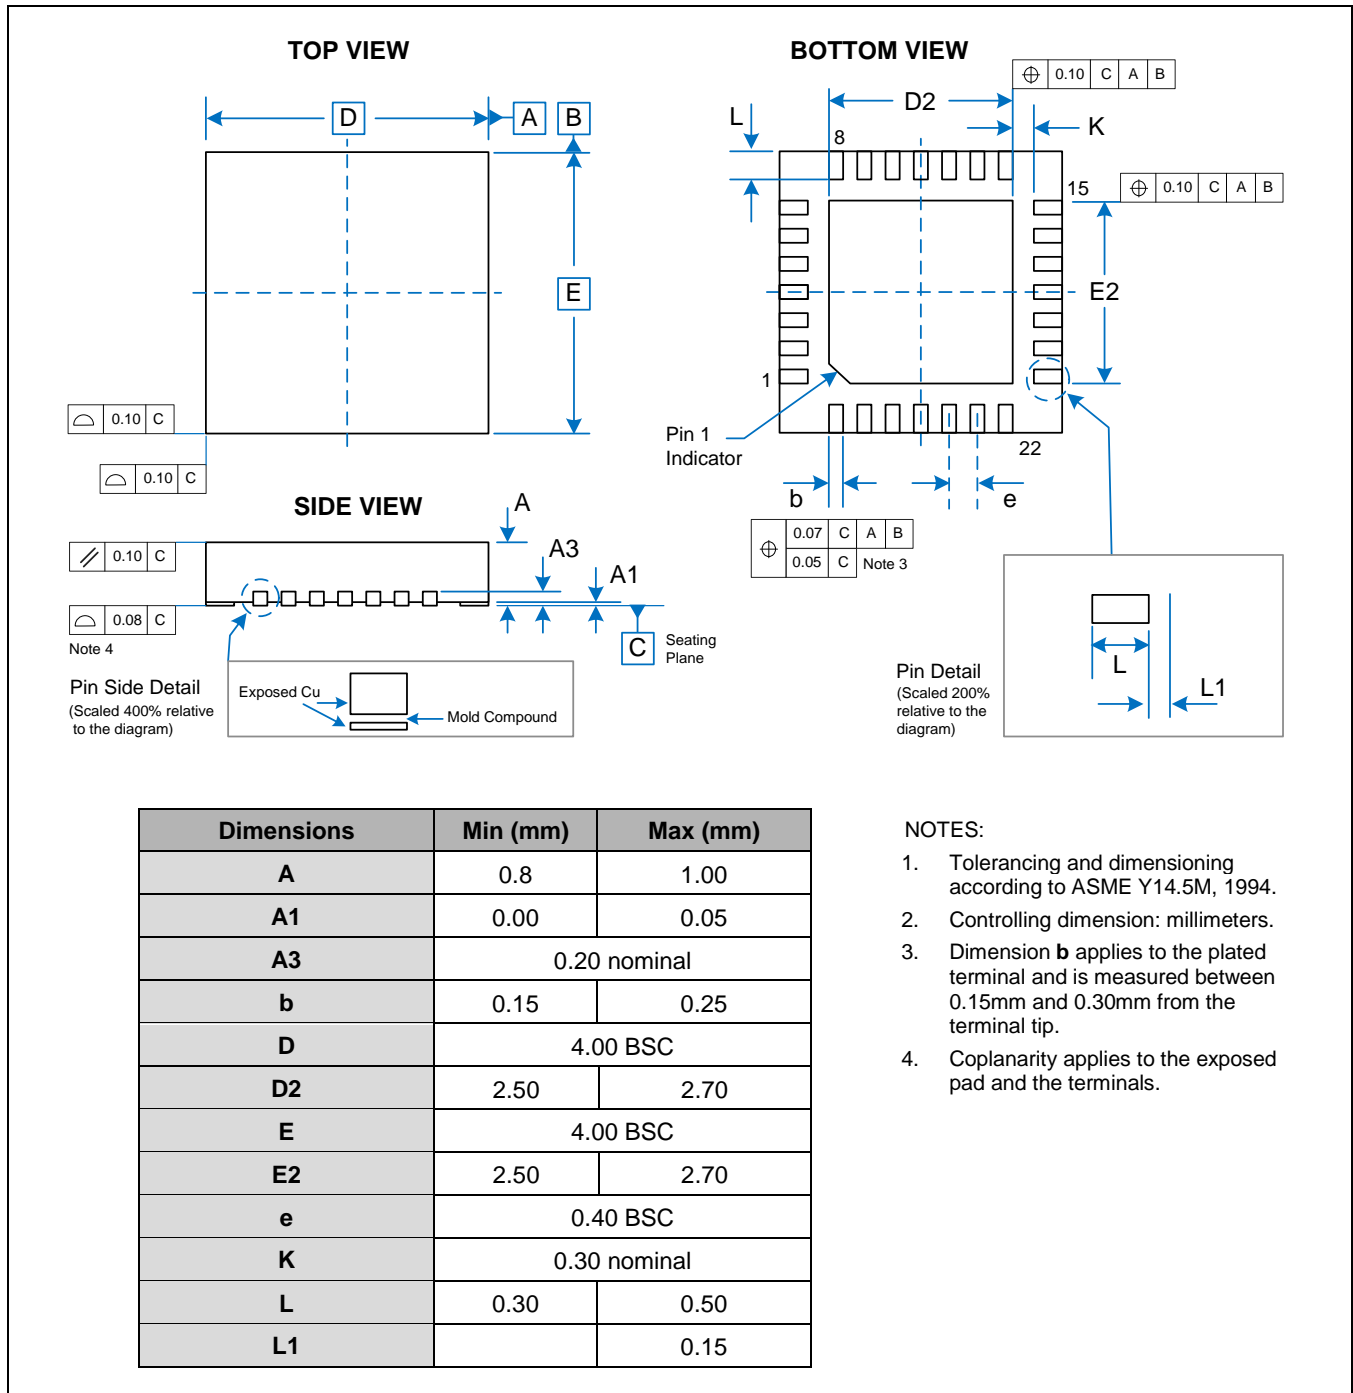 TOP VIEW
BOTTOM VIEW
D
A
B
E
0.10 C
0.10 C
D2
0.10 C A B
L
8
K
15
0.10 C A B
E2
1
Pin 1
Indicator
22
b
e
0.07 C A B
0.05 C Note 3
SIDE VIEW
A
0.10 C
A3
A1
0.08 C
Note 4
C
Seating
Plane
Pin Side Detail
(Scaled 400% relative
to the diagram)
Exposed Cu
Mold Compound
Pin Detail
(Scaled 200%
relative to the
diagram)
L
L1
Dimensions Min (mm) Max (mm)
A 0.8 1.00
A1 0.00 0.05
A3 0.20 nominal
b 0.15 0.25
D 4.00 BSC
D2 2.50 2.70
E 4.00 BSC
E2 2.50 2.70
e 0.40 BSC
K 0.30 nominal
L 0.30 0.50
L1 0.15
NOTES:
1. Tolerancing and dimensioning
according to ASME Y14.5M, 1994.
2. Controlling dimension: millimeters.
3. Dimension b applies to the plated
terminal and is measured between
0.15mm and 0.30mm from the
terminal tip.
4. Coplanarity applies to the exposed
pad and the terminals.